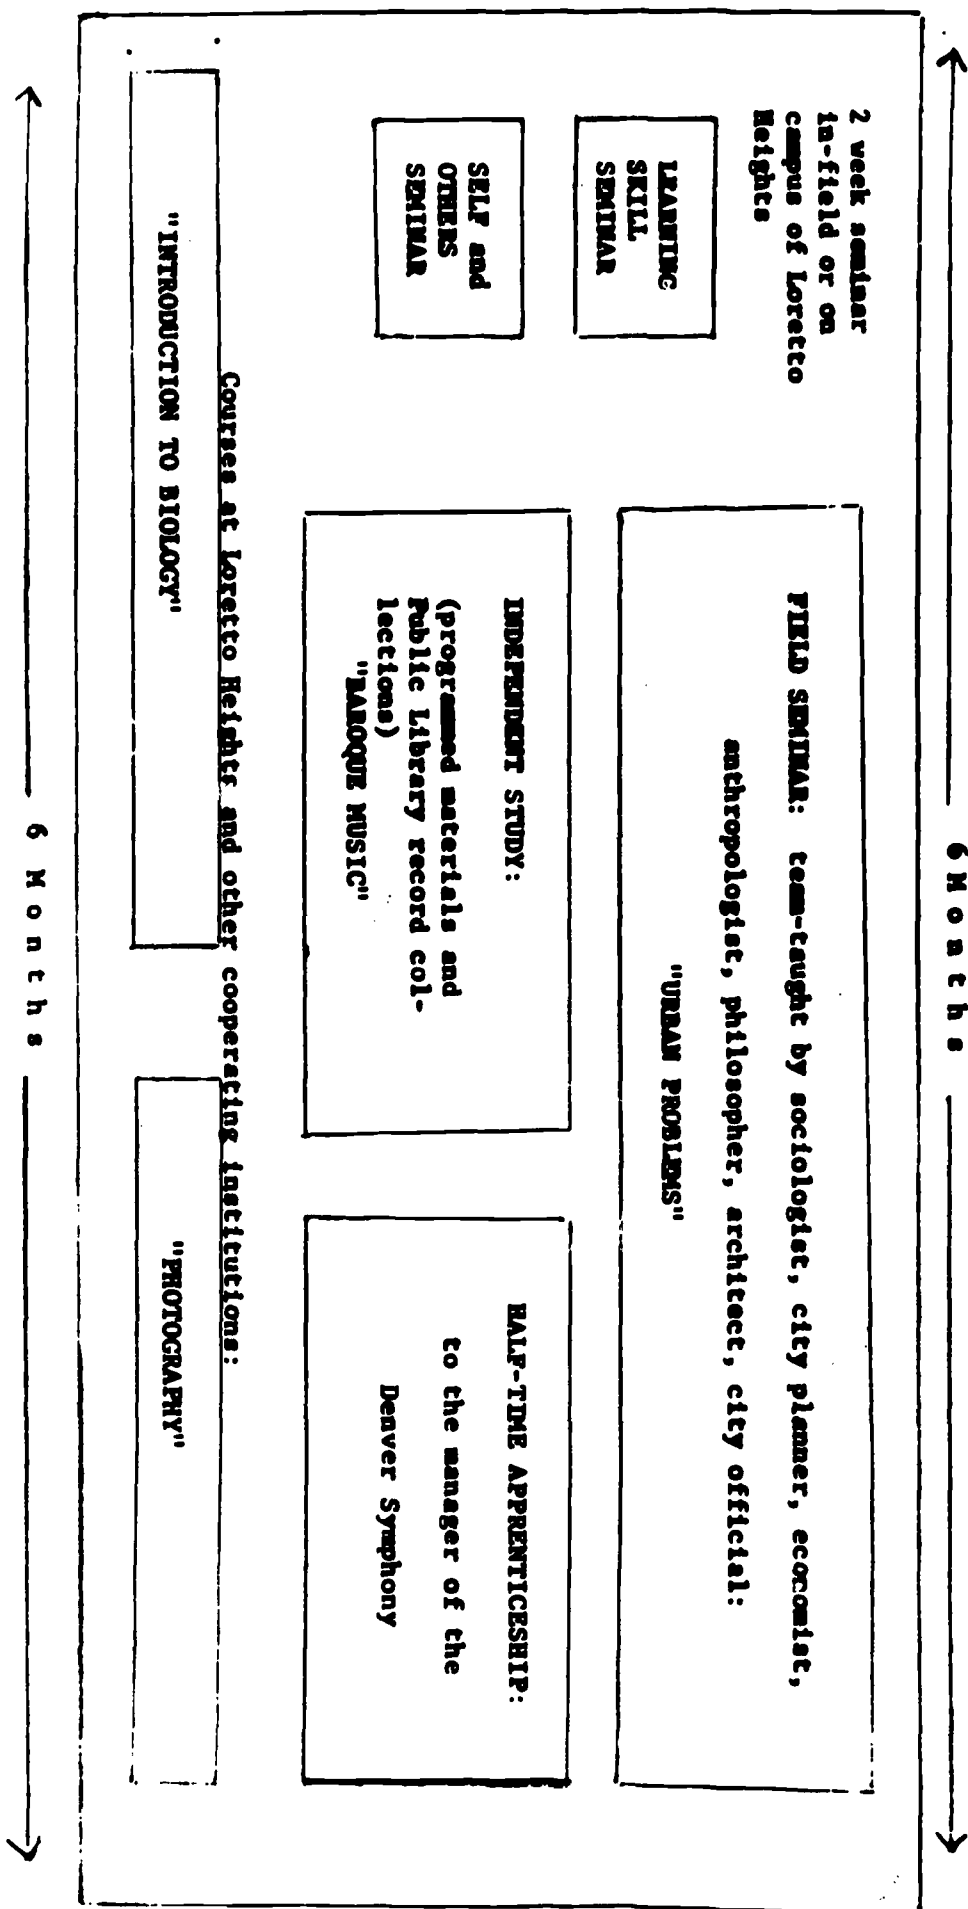 6 Months
2 week seminar
in-field or on
campus of Loretto
Heights
LEARNING
SKILL
SEMINAR
SELF and
OTHERS
SEMINAR
FIELD SEMINAR: team-taught by sociologist, city planner, economist,
anthropologist, philosopher, architect, city official:
"URBAN PROBLEMS"
INDEPENDENT STUDY:
(programmed materials and
Public Library record col-
lections)
"BAROQUE MUSIC"
HALF-TIME APPRENTICESHIP:
to the manager of the
Denver Symphony
Courses at Loretto Heights and other cooperating institutions:
"INTRODUCTION TO BIOLOGY"
"PHOTOGRAPHY"
6 Months